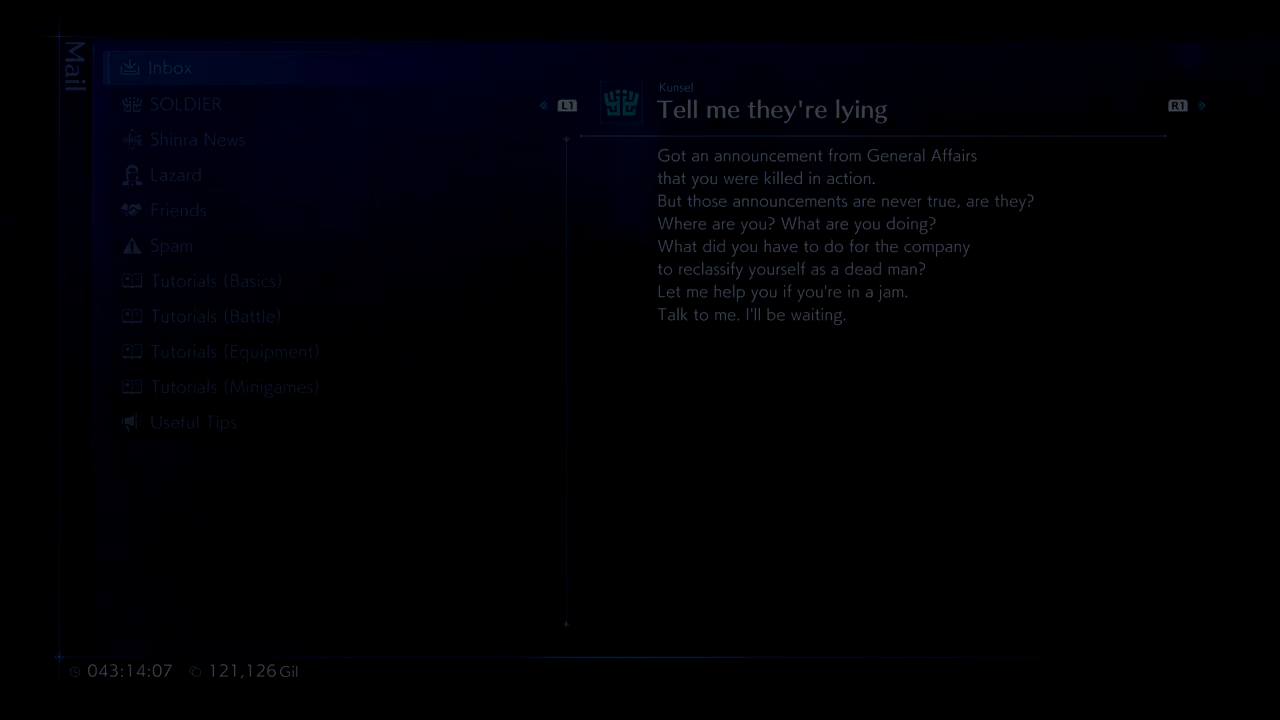 Mail
Inbox
SOLDIER
Shinra News
Lazard
Friends
Spam
Tutorials (Basics)
Tutorials (Battle)
Tutorials (Equipment)
Tutorials (Minigames)
Useful Tips
L1
Kunsel
Tell me they're lying
R1
Got an announcement from General Affairs
that you were killed in action.
But those announcements are never true, are they?
Where are you? What are you doing?
What did you have to do for the company
to reclassify yourself as a dead man?
Let me help you if you're in a jam.
Talk to me. I'll be waiting.
043:14:07 121,126 Gil